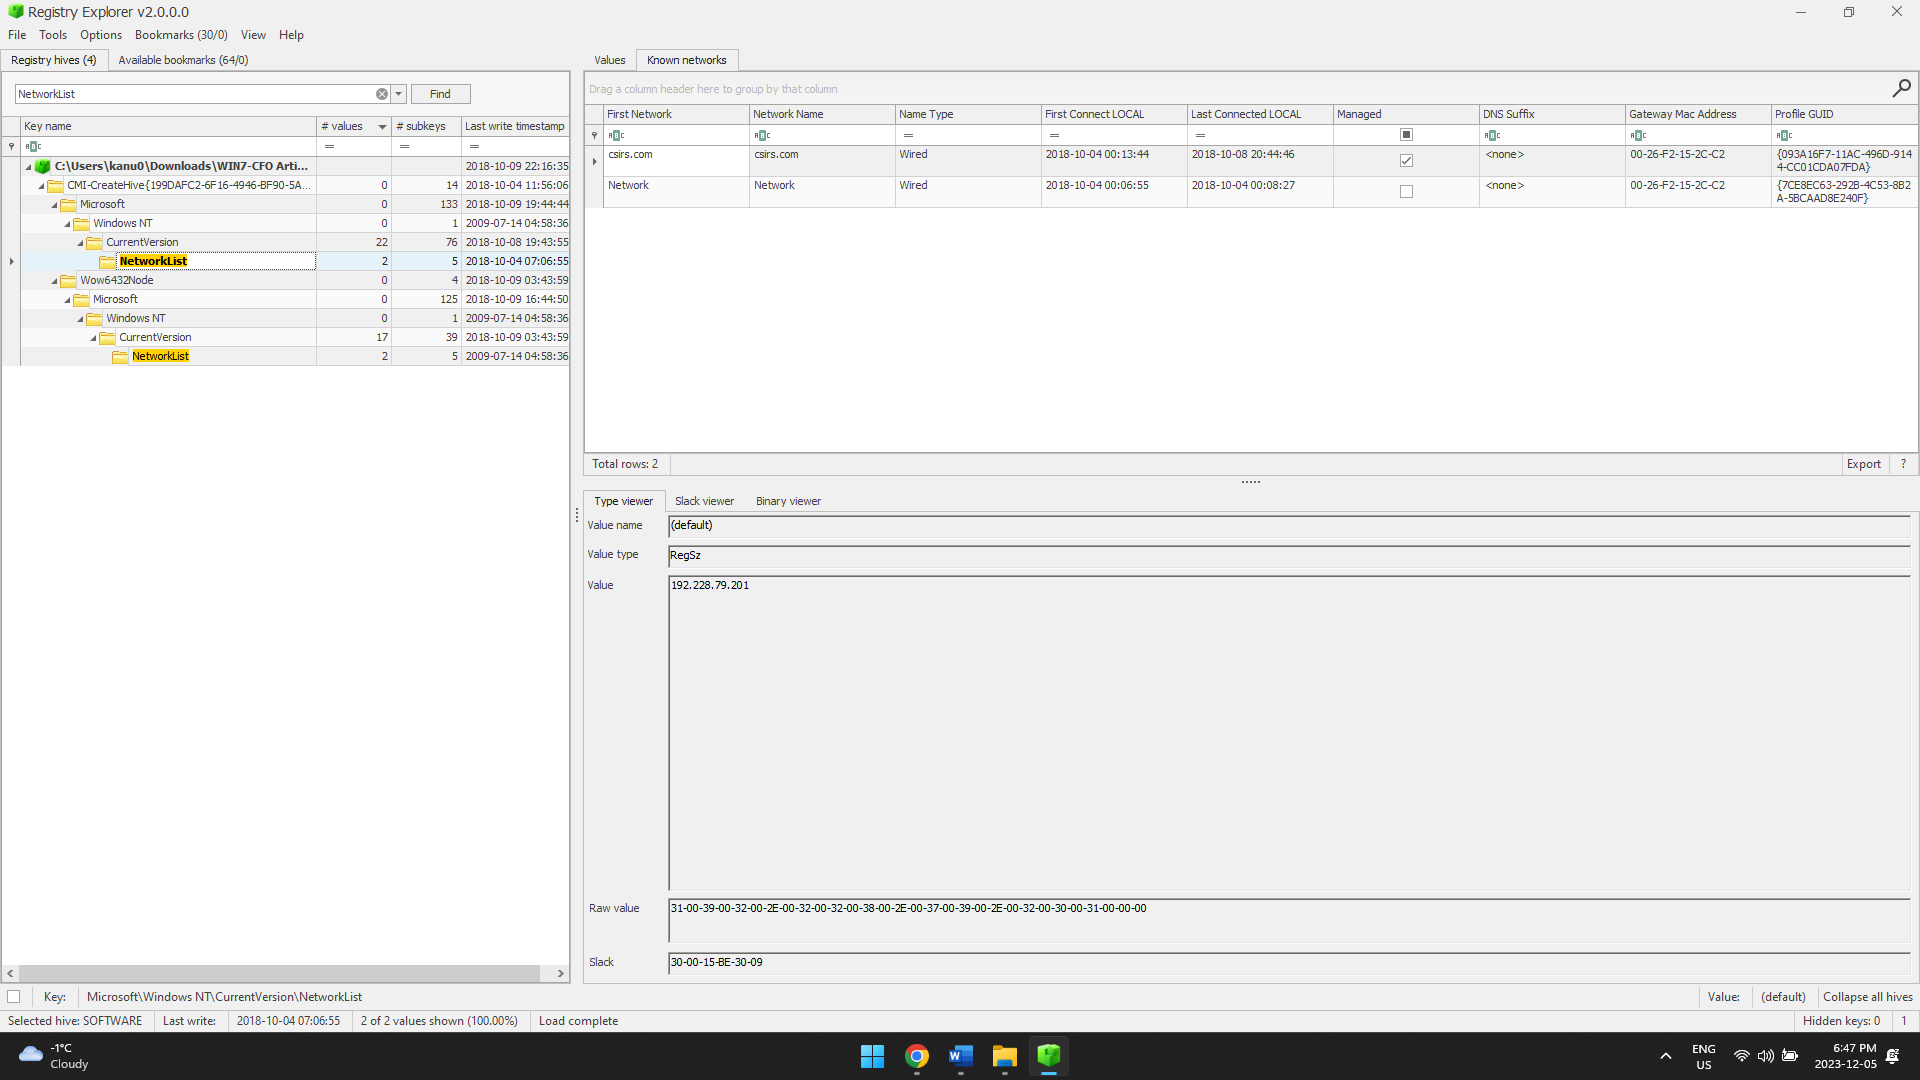 Registry Explorer v2.0.0.0
File Tools Options Bookmarks (30/0) View Help
Registry hives (4) Available bookmarks (64/0)
NetworkList Find
Key name # values # subkeys Last write timestamp
C:\Users\kanu0\Downloads\WIN7-CFO Arti... 2018-10-09 22:16:35
CMI-CreateHive{199DAFC2-6F16-4946-BF90-5A... 0 14 2018-10-04 11:56:06
Microsoft 0 133 2018-10-09 19:44:44
Windows NT 0 1 2009-07-14 04:58:36
CurrentVersion 22 76 2018-10-08 19:43:55
NetworkList 2 5 2018-10-04 07:06:55
Wow6432Node 0 4 2018-10-09 03:43:59
Microsoft 0 125 2018-10-09 16:44:50
Windows NT 0 1 2009-07-14 04:58:36
CurrentVersion 17 39 2018-10-09 03:43:59
NetworkList 2 5 2009-07-14 04:58:36
Values Known networks
Drag a column header here to group by that column
First Network Network Name Name Type First Connect LOCAL Last Connected LOCAL Managed DNS Suffix Gateway Mac Address Profile GUID
csirs.com csirs.com Wired 2018-10-04 00:13:44 2018-10-08 20:44:46 <none> 00-26-F2-15-2C-C2 {093A16F7-11AC-496D-914
4-CC01CDA07FDA}
Network Network Wired 2018-10-04 00:06:55 2018-10-04 00:08:27 <none> 00-26-F2-15-2C-C2 {7CE8EC63-292B-4C53-8B2
A-5BCAAD8E240F}
Total rows: 2 Export ?
Type viewer Slack viewer Binary viewer
Value name (default)
Value type RegSz
Value 192.228.79.201
Raw value 31-00-39-00-32-00-2E-00-32-00-32-00-38-00-2E-00-37-00-39-00-2E-00-32-00-30-00-31-00-00-00
Slack 30-00-15-BE-30-09
Key: Microsoft\Windows NT\CurrentVersion\NetworkList Value: (default) Collapse all hives
Selected hive: SOFTWARE Last write: 2018-10-04 07:06:55 2 of 2 values shown (100.00%) Load complete Hidden keys: 0 1
-1°C
Cloudy
ENG
US
6:47 PM
2023-12-05